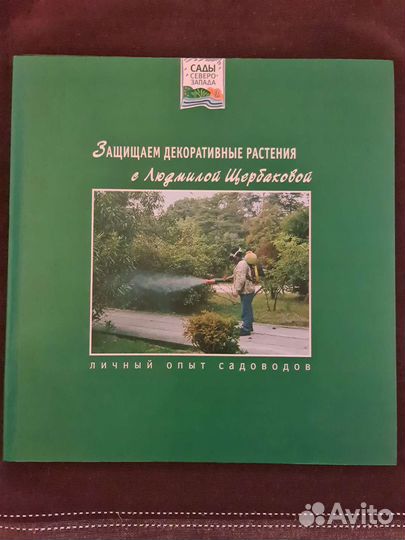 САДЫ
СЕВЕРО
ЗАПАДА
ЗАЩИЩАЕМ ДЕКОРАТИВНЫЕ РАСТЕНИЯ
с Людмилой Щербаковой
ЛИЧНЫЙ ОПЫТ САДОВОДОВ
Avito